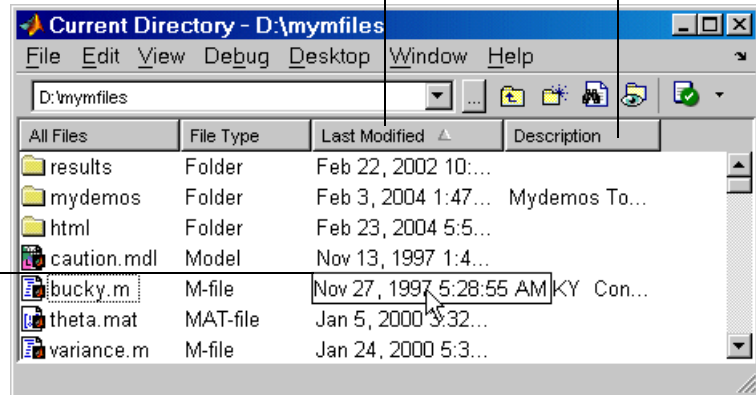 Current Directory - D:\mymfiles
File Edit View Debug Desktop Window Help
D:\mymfiles ...
All Files File Type Last Modified Description
results Folder Feb 22, 2002 10:...
mydemos Folder Feb 3, 2004 1:47... Mydemos To...
html Folder Feb 23, 2004 5:5...
caution.mdl Model Nov 13, 1997 1:4...
bucky.m M-file Nov 27, 1997 5:28:55 AM KY Con...
theta.mat MAT-file Jan 5, 2000 3:32...
variance.m M-file Jan 24, 2000 5:3...